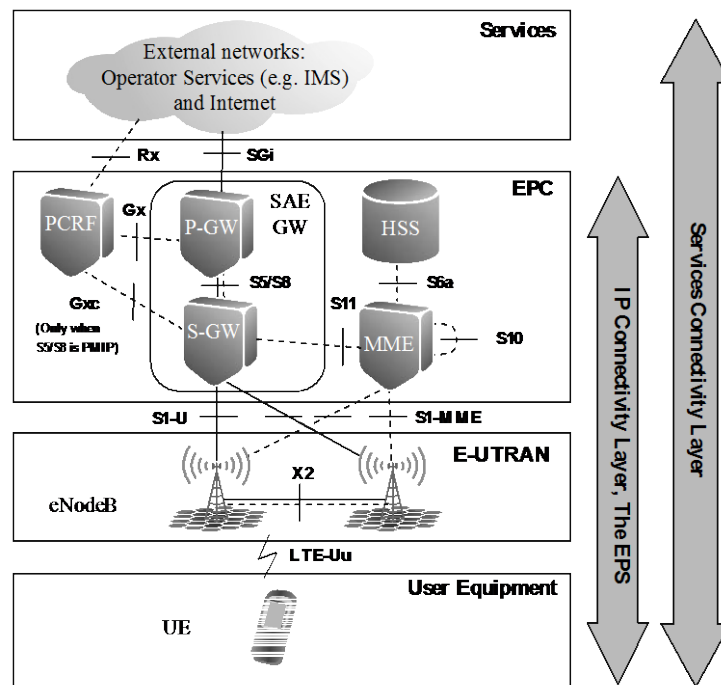 Services
External networks:
Operator Services (e.g. IMS)
and Internet
Rx
SGi
EPC
SAE
GW
PCRF
Gx
P-GW
HSS
S5/S8
S6a
Gxc
(Only when
S5/S8 is PMIP)
S-GW
S11
MME
S10
S1-U
S1-MME
E-UTRAN
X2
eNodeB
LTE-Uu
User Equipment
UE
IP Connectivity Layer, The EPS
Services Connectivity Layer